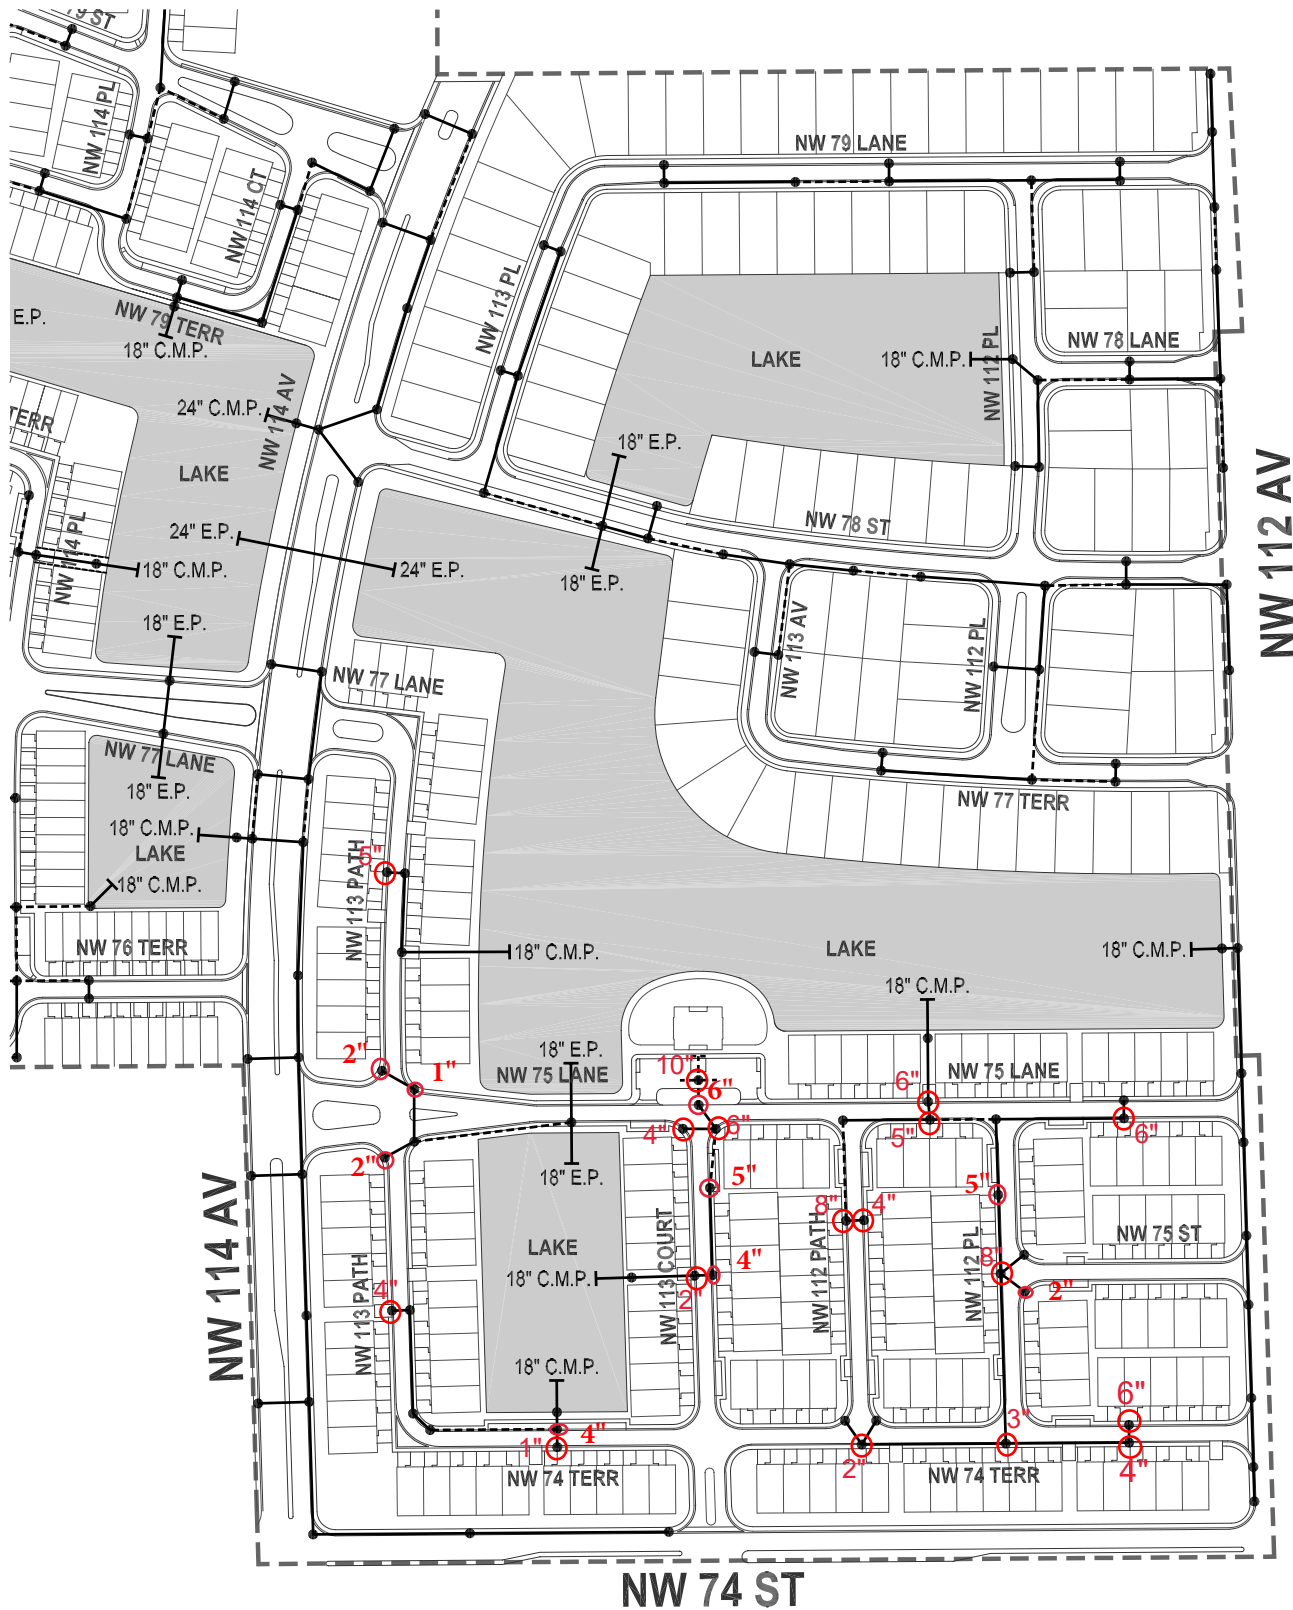 79 ST
NW 114 PL
NW 79 LANE
NW 114 CT
NW 113 PL
E.P.
NW 79 TERR
18" C.M.P.
NW 78 LANE
LAKE
18" C.M.P.
NW 112 PL
24" C.M.P.
NW 114 AV
TERR
18" E.P.
LAKE
NW 112 AV
NW 78 ST
NW 114 PL
24" E.P.
24" E.P.
18" C.M.P.
18" E.P.
18" E.P.
NW 113 AV
NW 112 PL
NW 77 LANE
NW 77 LANE
18" E.P.
NW 77 TERR
18" C.M.P.
LAKE
5"
18" C.M.P.
NW 113 PATH
NW 76 TERR
18" C.M.P.
LAKE
18" C.M.P.
18" C.M.P.
2"
18" E.P.
1"
NW 75 LANE
10"
NW 75 LANE
6"
6"
4"
6"
5"
6"
2"
18" E.P.
5"
5"
NW 114 AV
8"
4"
NW 113 COURT
NW 112 PATH
NW 75 ST
LAKE
4"
8"
18" C.M.P.
2"
NW 112 PL
2"
NW 113 PATH
4"
18" C.M.P.
6"
4"
3"
1"
2"
4"
NW 74 TERR
NW 74 TERR
NW 74 ST